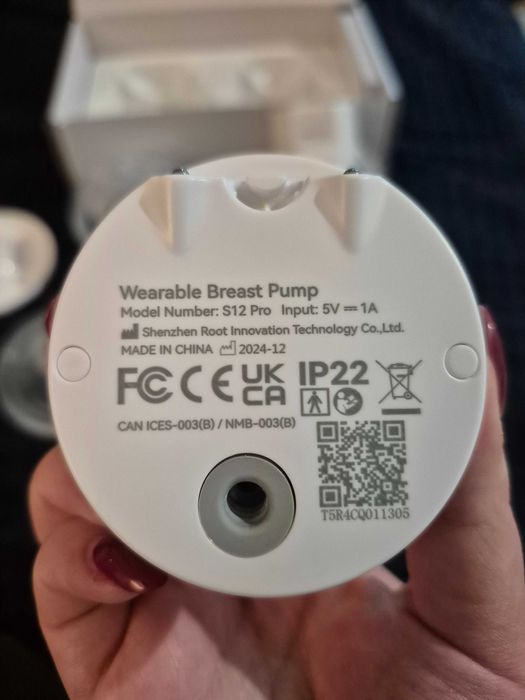 Wearable Breast Pump
Model Number: S12 Pro Input: 5V⎓1A
Shenzhen Root Innovation Technology Co.,Ltd.
MADE IN CHINA 2024-12
FC CE UK CA IP22
CAN ICES-003(B) / NMB-003(B)
T5R4CQ011305